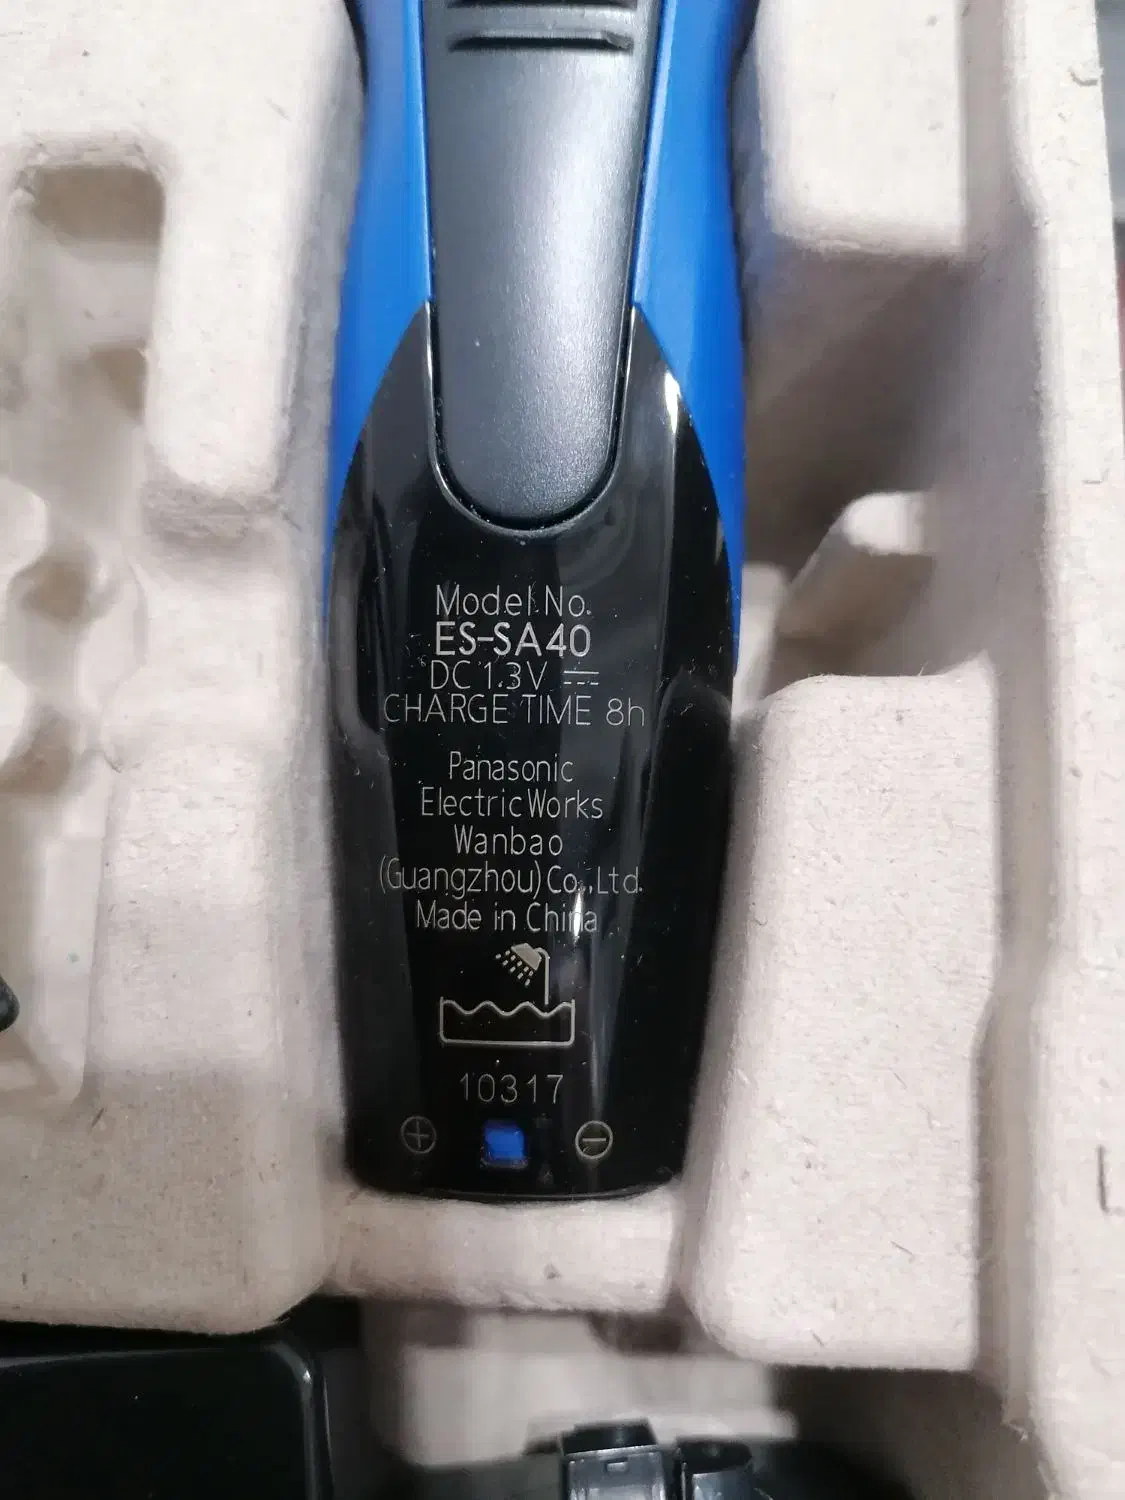 Model No.
ES-SA40
DC 1.3V ⎓
CHARGE TIME 8h
Panasonic
Electric Works
Wanbao
(Guangzhou) Co.,Ltd.
Made in China
10317
+ -